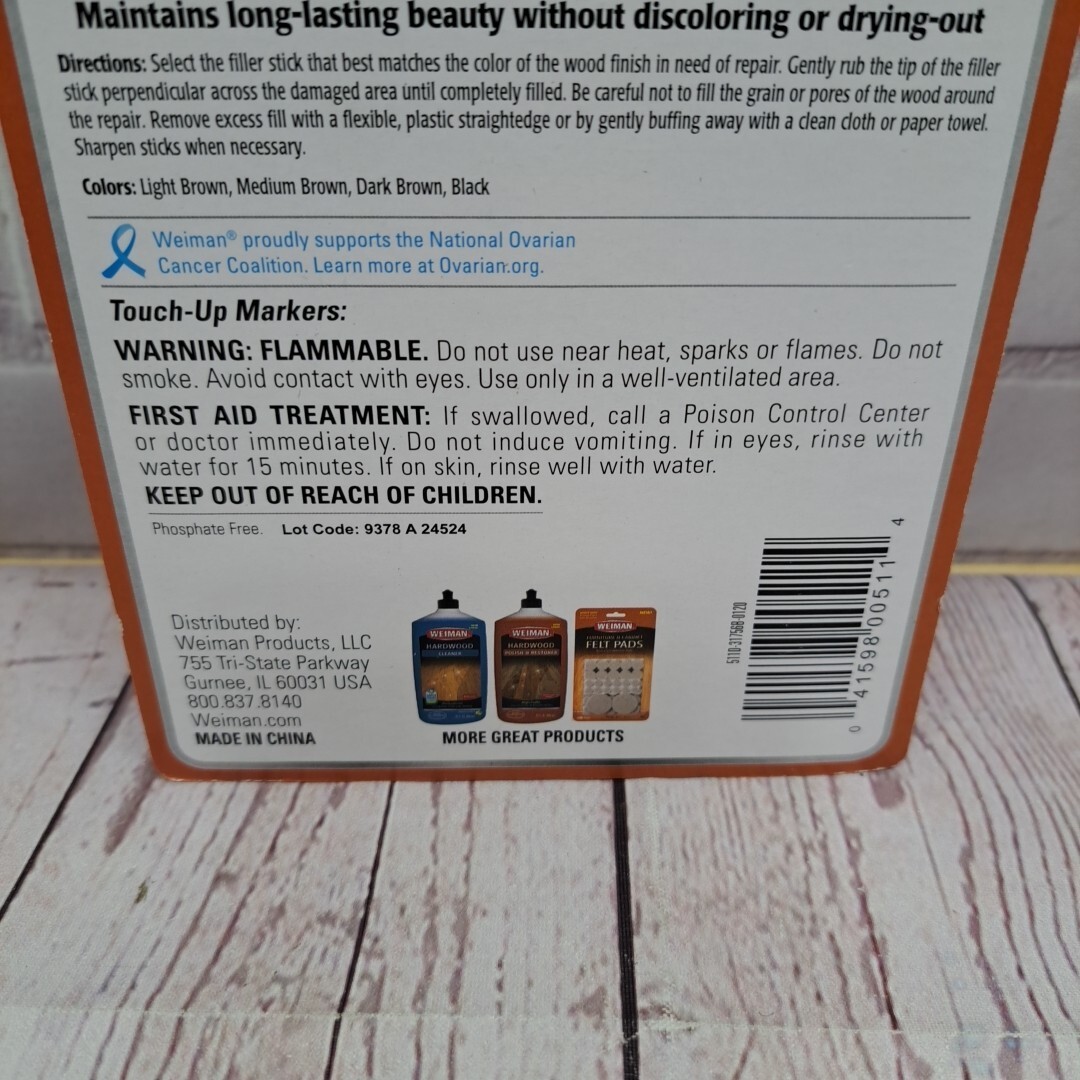 Maintains long-lasting beauty without discoloring or drying-out
Directions: Select the filler stick that best matches the color of the wood finish in need of repair. Gently rub the tip of the filler
stick perpendicular across the damaged area until completely filled. Be careful not to fill the grain or pores of the wood around
the repair. Remove excess fill with a flexible, plastic straightedge or by gently buffing away with a clean cloth or paper towel.
Sharpen sticks when necessary.
Colors: Light Brown, Medium Brown, Dark Brown, Black
Weiman® proudly supports the National Ovarian
Cancer Coalition. Learn more at Ovarian.org.
Touch-Up Markers:
WARNING: FLAMMABLE. Do not use near heat, sparks or flames. Do not
smoke. Avoid contact with eyes. Use only in a well-ventilated area.
FIRST AID TREATMENT: If swallowed, call a Poison Control Center
or doctor immediately. Do not induce vomiting. If in eyes, rinse with
water for 15 minutes. If on skin, rinse well with water.
KEEP OUT OF REACH OF CHILDREN.
Phosphate Free. Lot Code: 9378 A 24524
Distributed by:
Weiman Products, LLC
755 Tri-State Parkway
Gurnee, IL 60031 USA
800.837.8140
Weiman.com
MADE IN CHINA
WEIMAN
HARDWOOD
CLEANER
WEIMAN
HARDWOOD
POLISH & RESTORER
WEIMAN
FELT PADS
MORE GREAT PRODUCTS
511D-31756B-0120
0 41598 00511 4